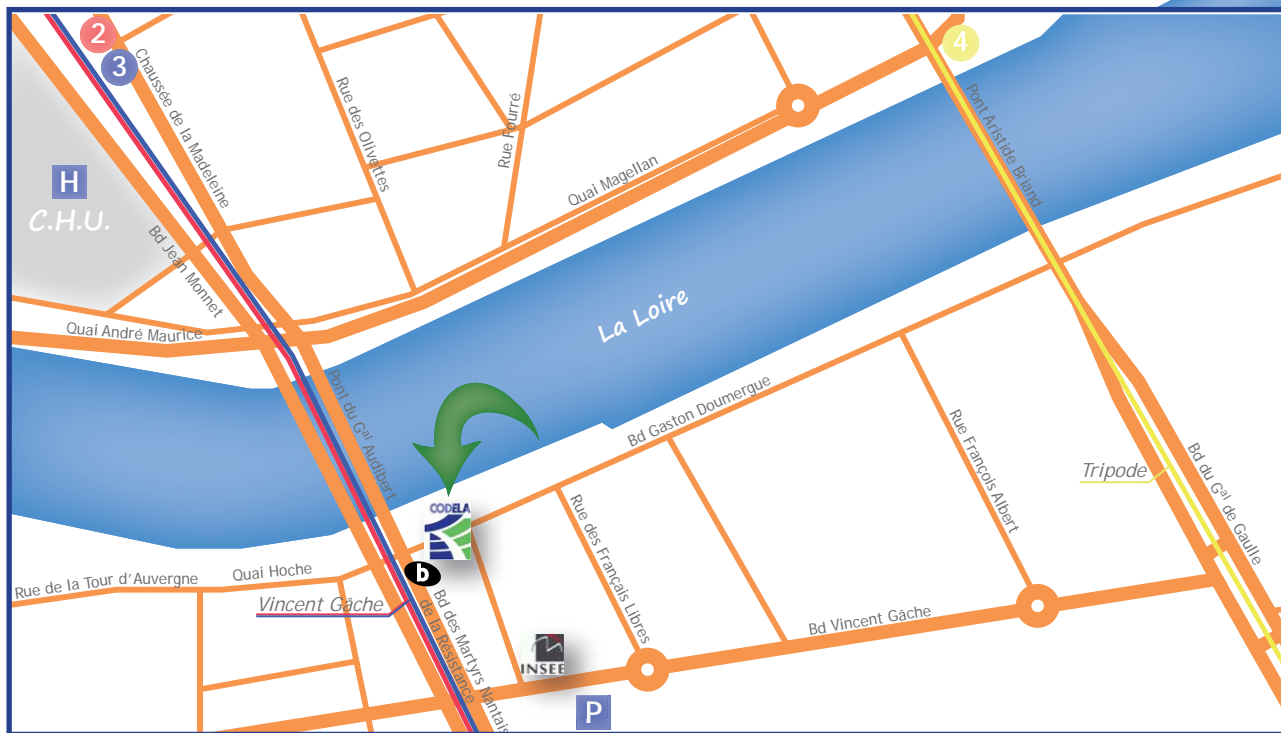 2
3
4
Chaussée de la Madeleine
Rue des Olivettes
Rue Fourré
Pont Aristide Briand
H
C.H.U.
Quai Magellan
Bd Jean Monnet
La Loire
Quai André Maurice
Pont du Gal Audibert
Bd Gaston Doumergue
Rue François Albert
Tripode
Bd du Gal de Gaulle
CODELA
Rue des Français Libres
Quai Hoche
Rue de la Tour d'Auvergne
b
Vincent Gâche
Bd des Martyrs Nantais
de la Résistance
Bd Vincent Gâche
INSEE
P